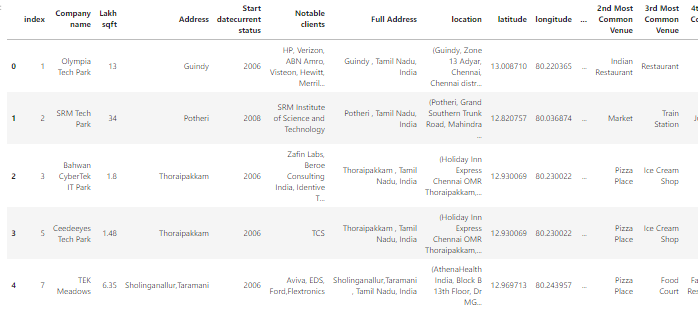 index Company name Lakh sqft Address Start datecurrent status Notable clients Full Address location latitude longitude ... 2nd Most Common Venue 3rd Most Common Venue
0 1 Olympia Tech Park 13 Guindy 2006 HP, Verizon, ABN Amro, Visteon, Hewitt, Merril... Guindy , Tamil Nadu, India (Guindy, Zone 13 Adyar, Chennai, Chennai distr... 13.008710 80.220365 ... Indian Restaurant Restaurant
1 2 SRM Tech Park 34 Potheri 2008 SRM Institute of Science and Technology Potheri , Tamil Nadu, India (Potheri, Grand Southern Trunk Road, Mahindra ... 12.820757 80.036874 ... Market Train Station
2 3 Bahwan CyberTek IT Park 1.8 Thoraipakkam 2006 Zafin Labs, Beroe Consulting India, Identive T... Thoraipakkam , Tamil Nadu, India (Holiday Inn Express Chennai OMR Thoraipakkam,... 12.930069 80.230022 ... Pizza Place Ice Cream Shop
3 5 Ceedeeyes Tech Park 1.48 Thoraipakkam 2006 TCS Thoraipakkam , Tamil Nadu, India (Holiday Inn Express Chennai OMR Thoraipakkam,... 12.930069 80.230022 ... Pizza Place Ice Cream Shop
4 7 TEK Meadows 6.35 Sholinganallur,Taramani 2006 Aviva, EDS, Ford,Flextronics Sholinganallur,Taramani , Tamil Nadu, India (AthenaHealth India, Block B 13th Floor, Dr MG... 12.969713 80.243957 ... Pizza Place Food Court